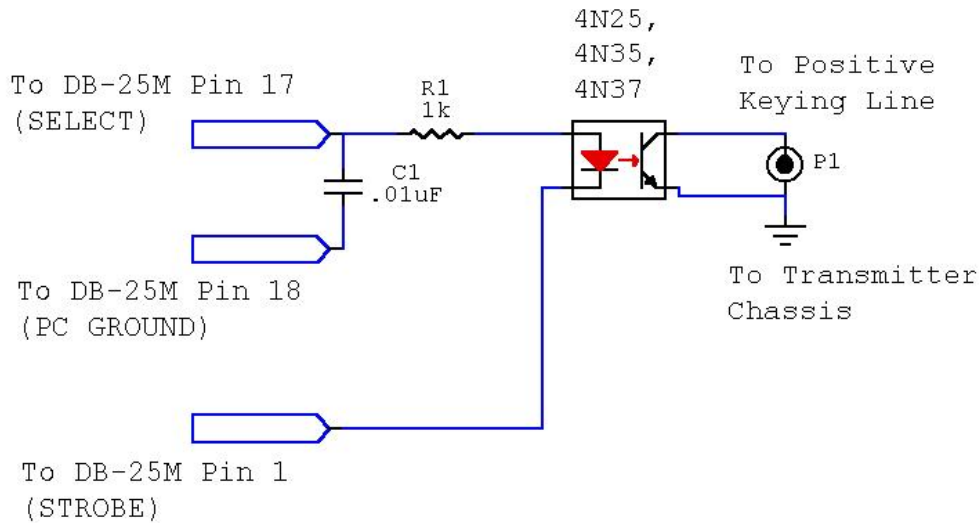 4N25,
4N35,
4N37
To DB-25M Pin 17
(SELECT)
R1
1k
To Positive
Keying Line
C1
.01uF
P1
To DB-25M Pin 18
(PC GROUND)
To Transmitter
Chassis
To DB-25M Pin 1
(STROBE)